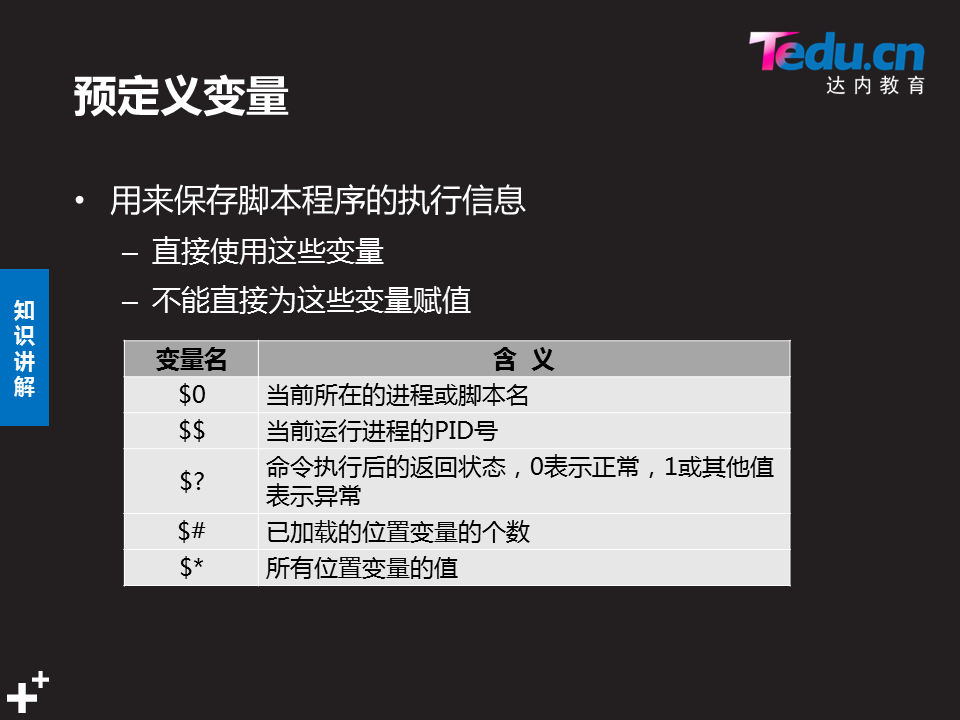 Tedu.cn
达内教育
预定义变量
• 用来保存脚本程序的执行信息
– 直接使用这些变量
– 不能直接为这些变量赋值
知识讲解
变量名 含 义
$0 当前所在的进程或脚本名
$$ 当前运行进程的PID号
$? 命令执行后的返回状态，0表示正常，1或其他值
表示异常
$# 已加载的位置变量的个数
$* 所有位置变量的值